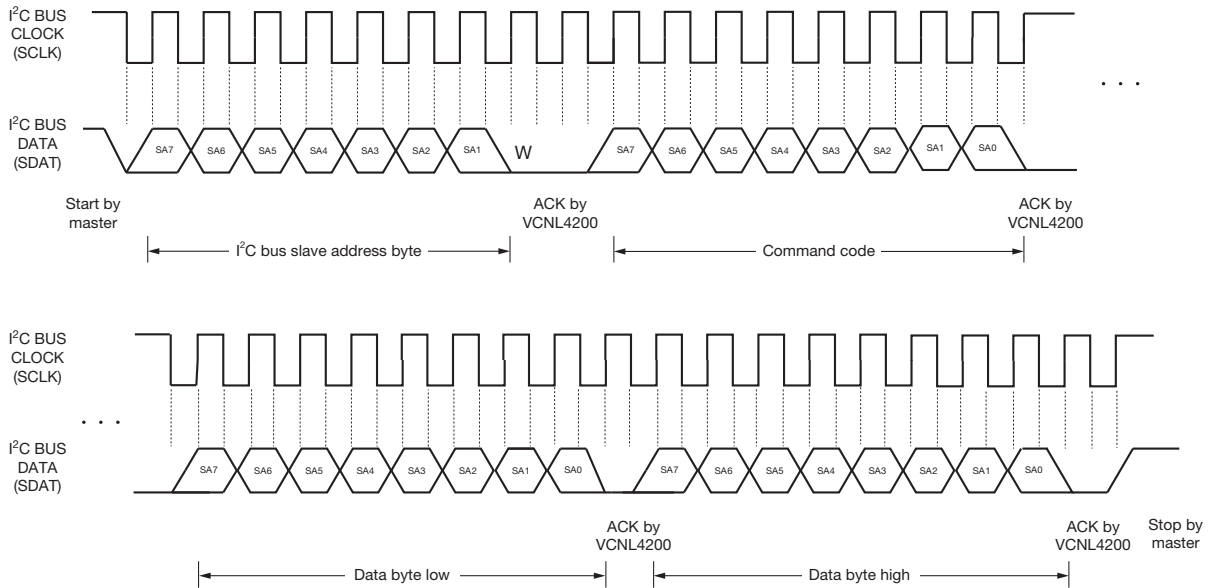 I²C BUS
CLOCK
(SCLK)
. . .
I²C BUS
DATA
(SDAT)
SA7 SA6 SA5 SA4 SA3 SA2 SA1 W SA7 SA6 SA5 SA4 SA3 SA2 SA1 SA0
Start by
master
ACK by
VCNL4200
ACK by
VCNL4200
I²C bus slave address byte
Command code
I²C BUS
CLOCK
(SCLK)
. . .
I²C BUS
DATA
(SDAT)
SA7 SA6 SA5 SA4 SA3 SA2 SA1 SA0 SA7 SA6 SA5 SA4 SA3 SA2 SA1 SA0
ACK by
VCNL4200
ACK by
VCNL4200
Stop by
master
Data byte low
Data byte high